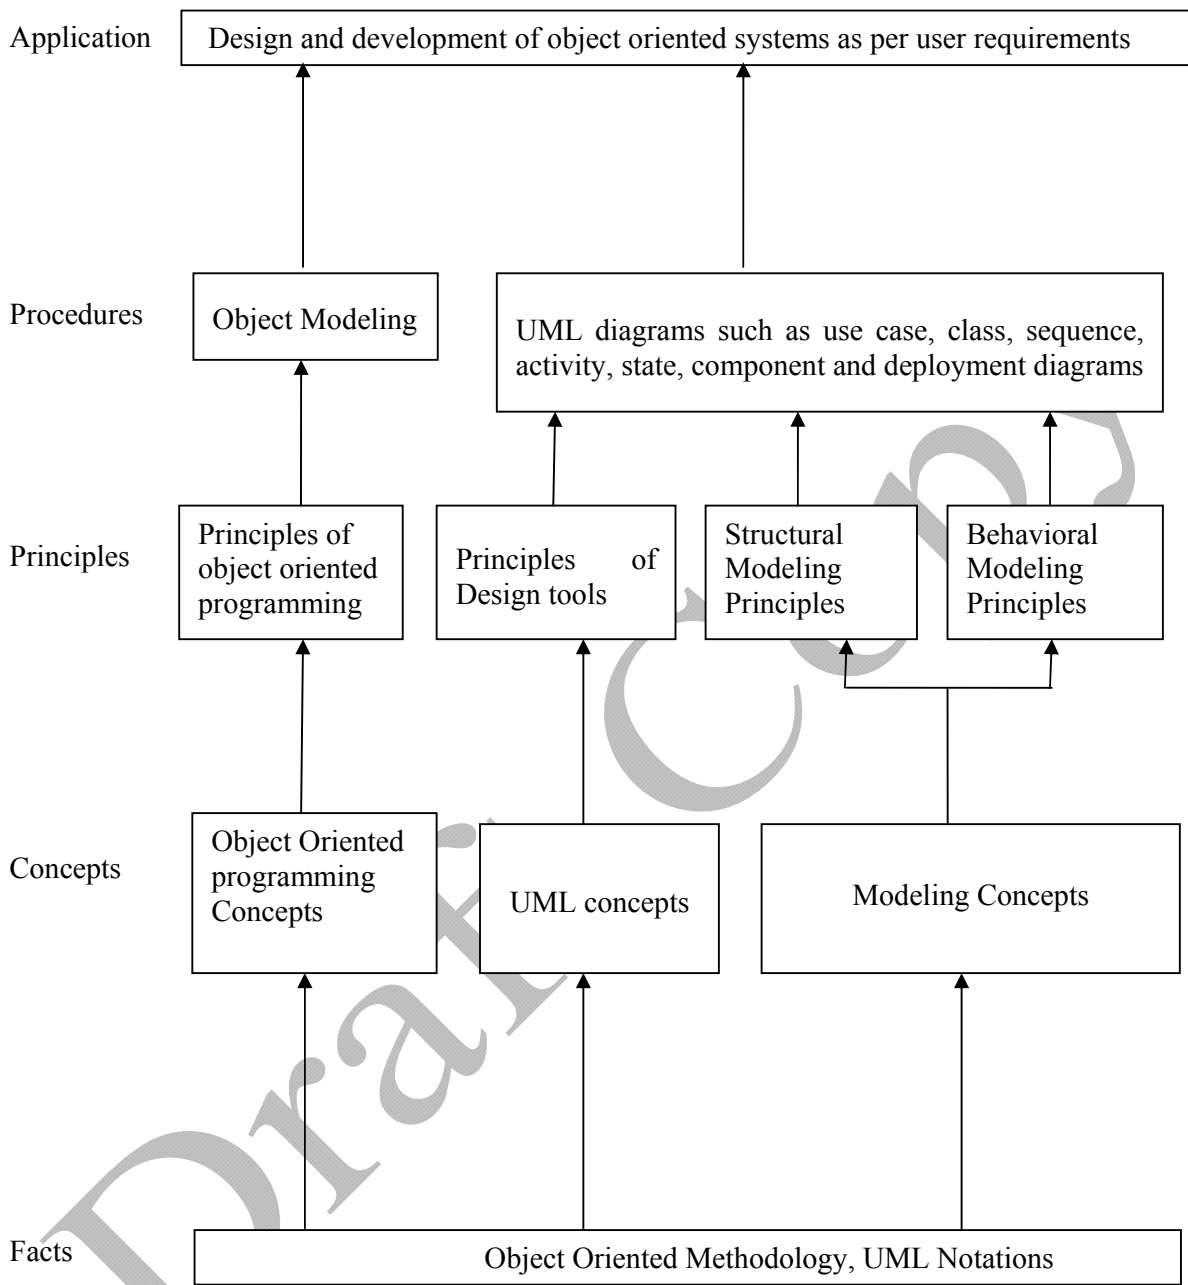 Application
Design and development of object oriented systems as per user requirements
Procedures
Object Modeling
UML diagrams such as use case, class, sequence,
activity, state, component and deployment diagrams
Principles
Principles of
object oriented
programming
Principles of
Design tools
Structural
Modeling
Principles
Behavioral
Modeling
Principles
Concepts
Object Oriented
programming
Concepts
UML concepts
Modeling Concepts
Facts
Object Oriented Methodology, UML Notations
Draft Copy